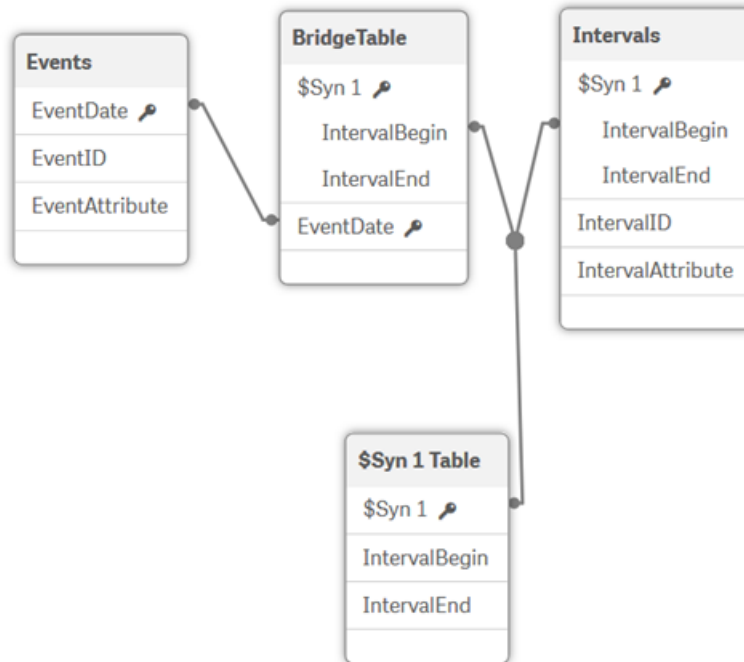 Events
EventDate
EventID
EventAttribute
BridgeTable
$Syn 1
IntervalBegin
IntervalEnd
EventDate
Intervals
$Syn 1
IntervalBegin
IntervalEnd
IntervalID
IntervalAttribute
$Syn 1 Table
$Syn 1
IntervalBegin
IntervalEnd